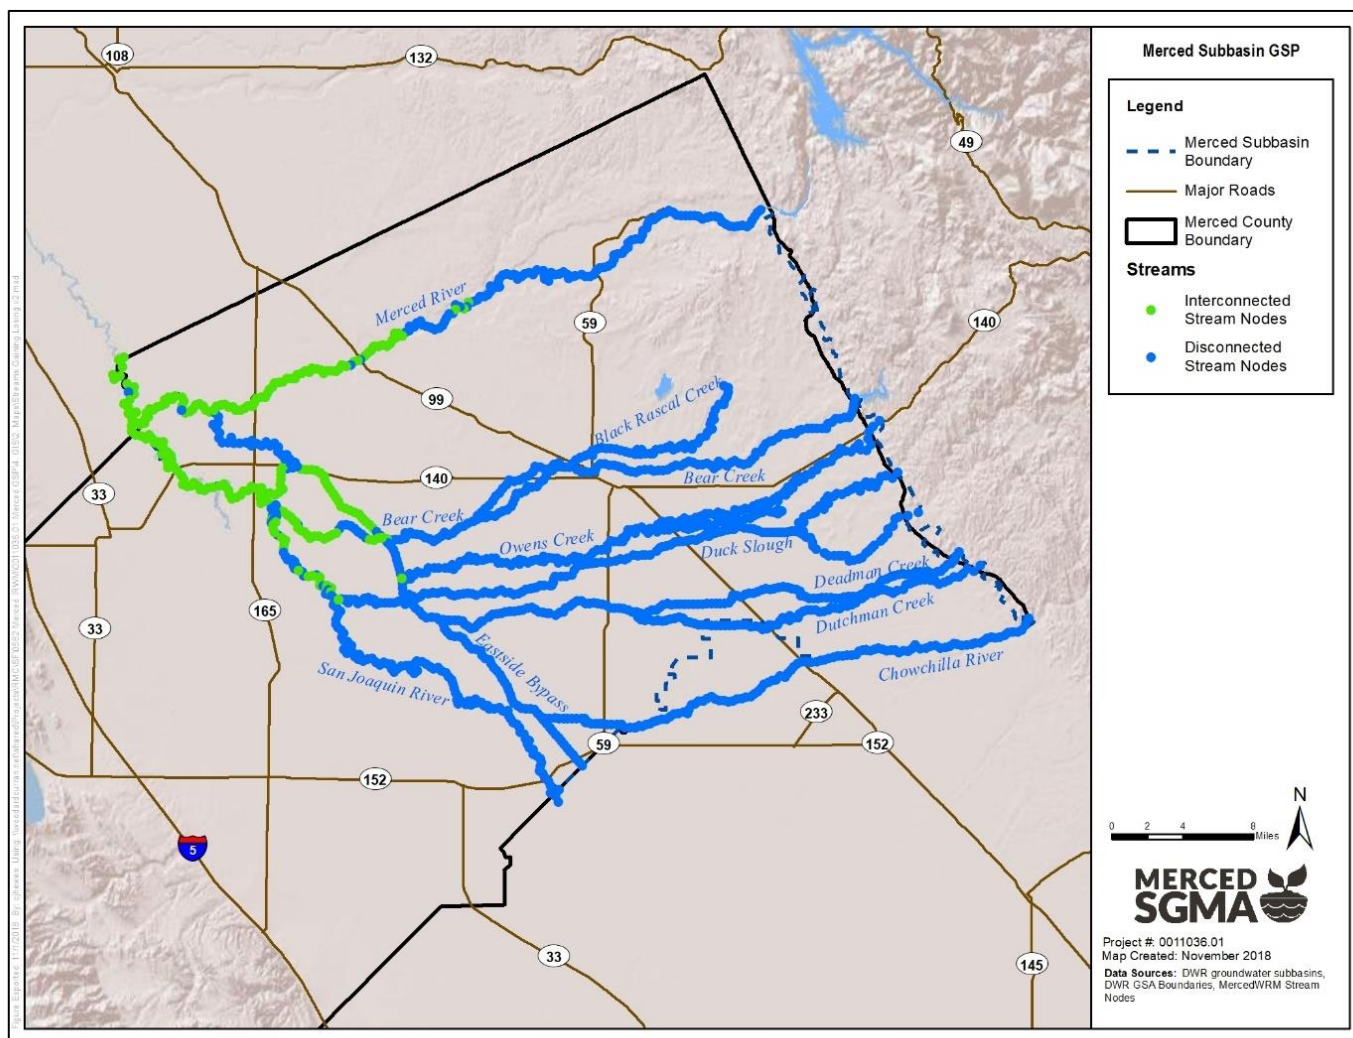 108
132
49
Merced River
59
140
99
Black Rascal Creek
33
140
Bear Creek
Bear Creek
Owens Creek
Duck Slough
Deadman Creek
Dutchman Creek
33
165
Eastside Bypass
San Joaquin River
Chowchilla River
233
59
152
152
5
33
145
Merced Subbasin GSP
Legend
Merced Subbasin
Boundary
Major Roads
Merced County
Boundary
Streams
Interconnected
Stream Nodes
Disconnected
Stream Nodes
N
0 2 4 8
Miles
MERCED
SGMA
Project #: 0011036.01
Map Created: November 2018
Data Sources: DWR groundwater subbasins,
DWR GSA Boundaries, MercedWRM Stream
Nodes